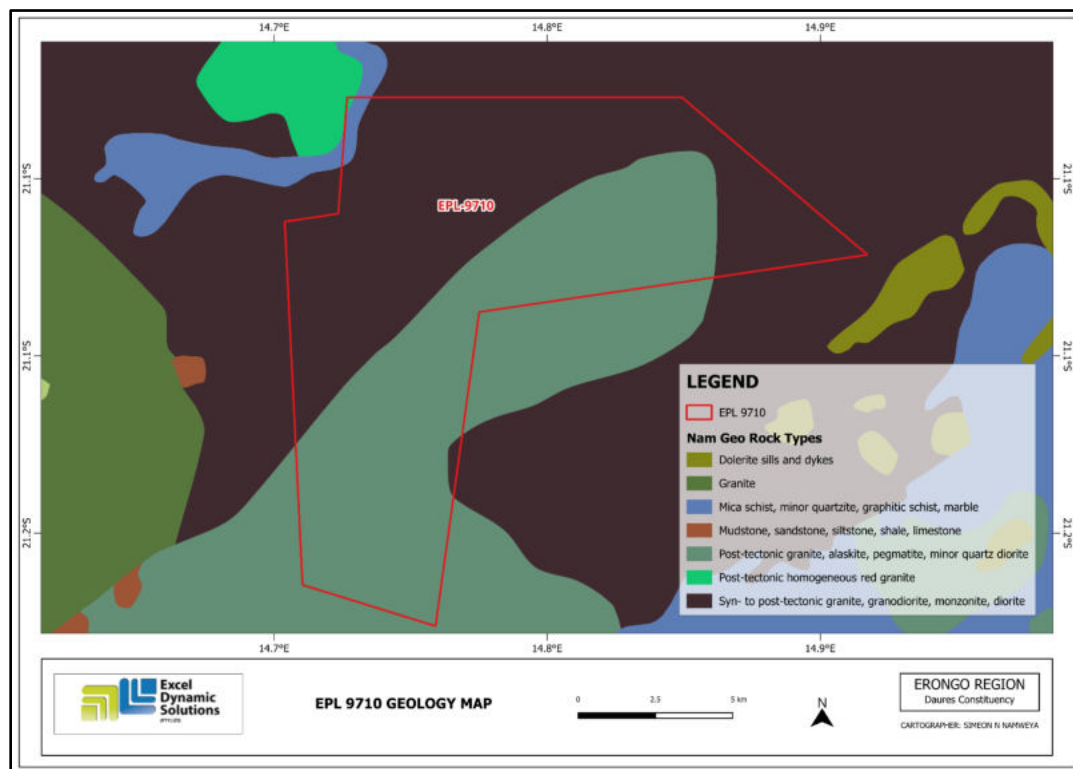 14.7°E 14.8°E 14.9°E
21.1°S 21.1°S
EPL-9710
21.1°S 21.1°S
LEGEND
EPL 9710
Nam Geo Rock Types
Dolerite sills and dykes
Granite
Mica schist, minor quartzite, graphitic schist, marble
Mudstone, sandstone, siltstone, shale, limestone
21.2°S 21.2°S
Post-tectonic granite, alaskite, pegmatite, minor quartz diorite
Post-tectonic homogeneous red granite
Syn- to post-tectonic granite, granodiorite, monzonite, diorite
14.7°E 14.8°E 14.9°E
Excel
Dynamic
Solutions
(PTY) LTD
EPL 9710 GEOLOGY MAP
0 2.5 5 km
N
ERONGO REGION
Daures Constituency
CARTOGRAPHER: SIMEON N NAMWEYA